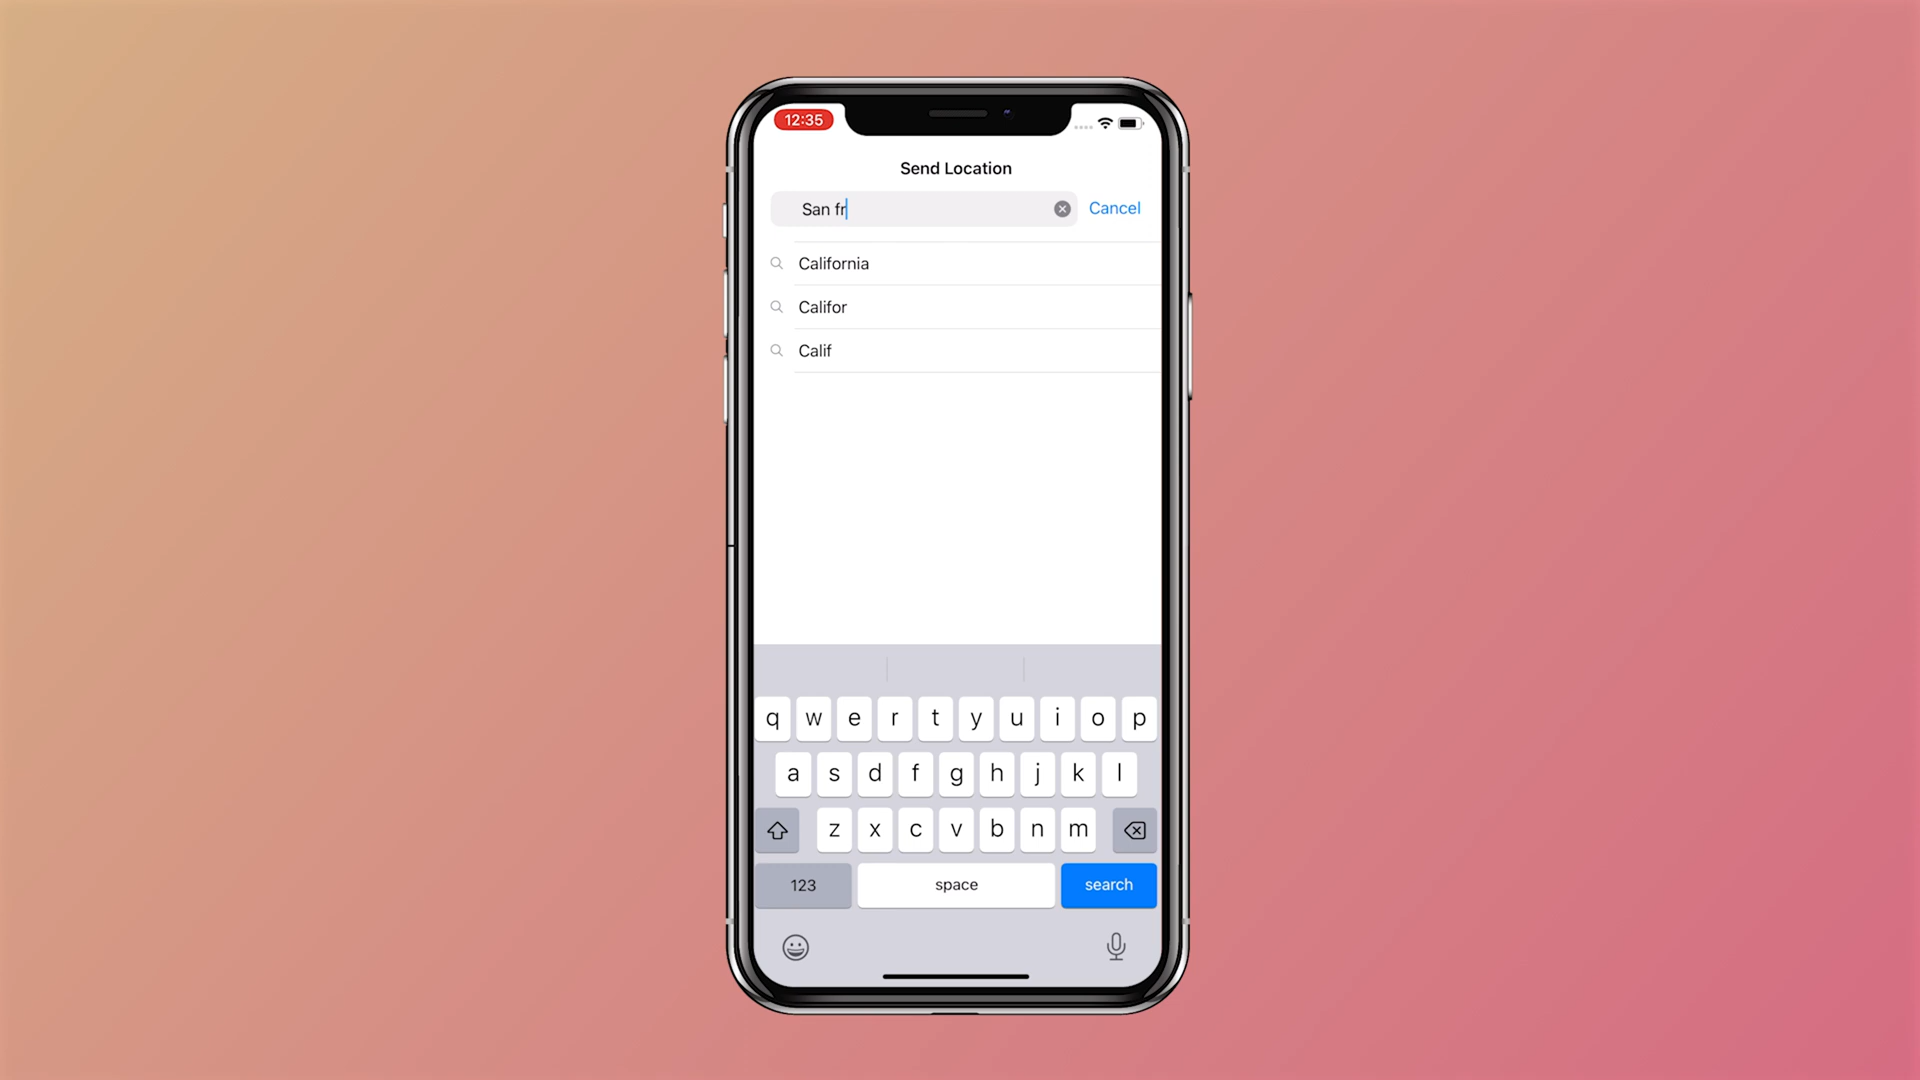 12:35
Send Location
San fr
Cancel
California
Califor
Calif
q w e r t y u i o p
a s d f g h j k l
z x c v b n m
123 space search